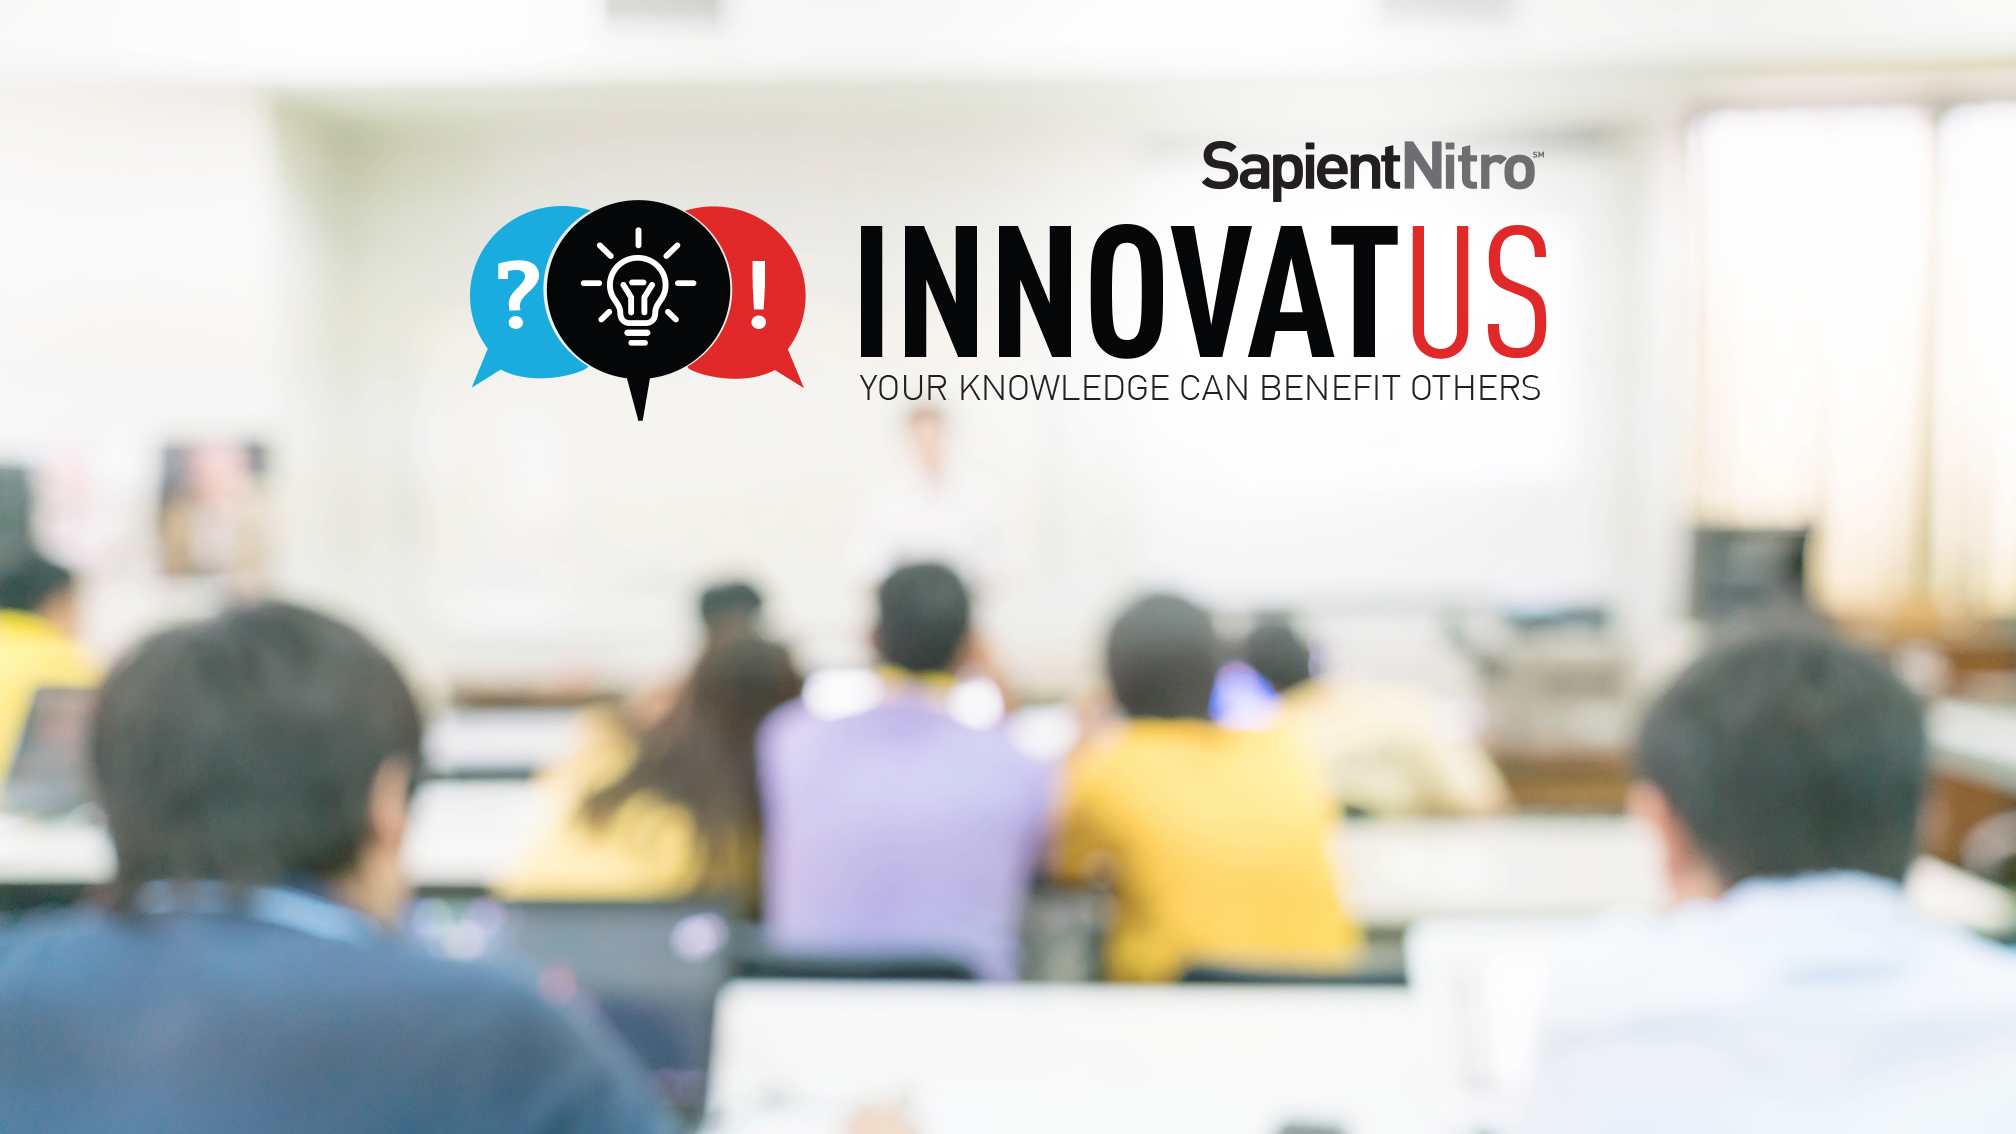 SapientNitro℠
? !
INNOVATUS
YOUR KNOWLEDGE CAN BENEFIT OTHERS